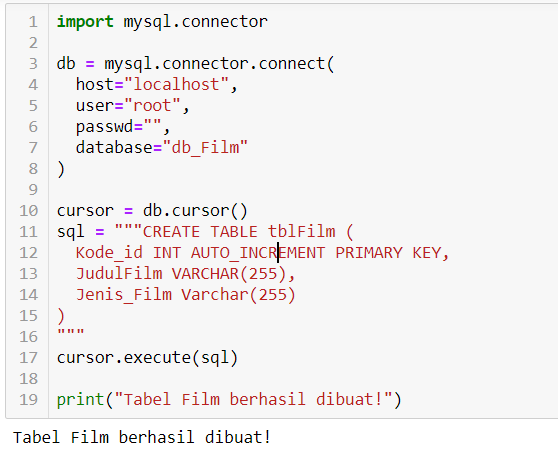 1 import mysql.connector
2
3 db = mysql.connector.connect(
4   host="localhost",
5   user="root",
6   passwd="",
7   database="db_Film"
8 )
9
10 cursor = db.cursor()
11 sql = """CREATE TABLE tblFilm (
12   Kode_id INT AUTO_INCREMENT PRIMARY KEY,
13   JudulFilm VARCHAR(255),
14   Jenis_Film Varchar(255)
15 )
16 """
17 cursor.execute(sql)
18
19 print("Tabel Film berhasil dibuat!")
Tabel Film berhasil dibuat!